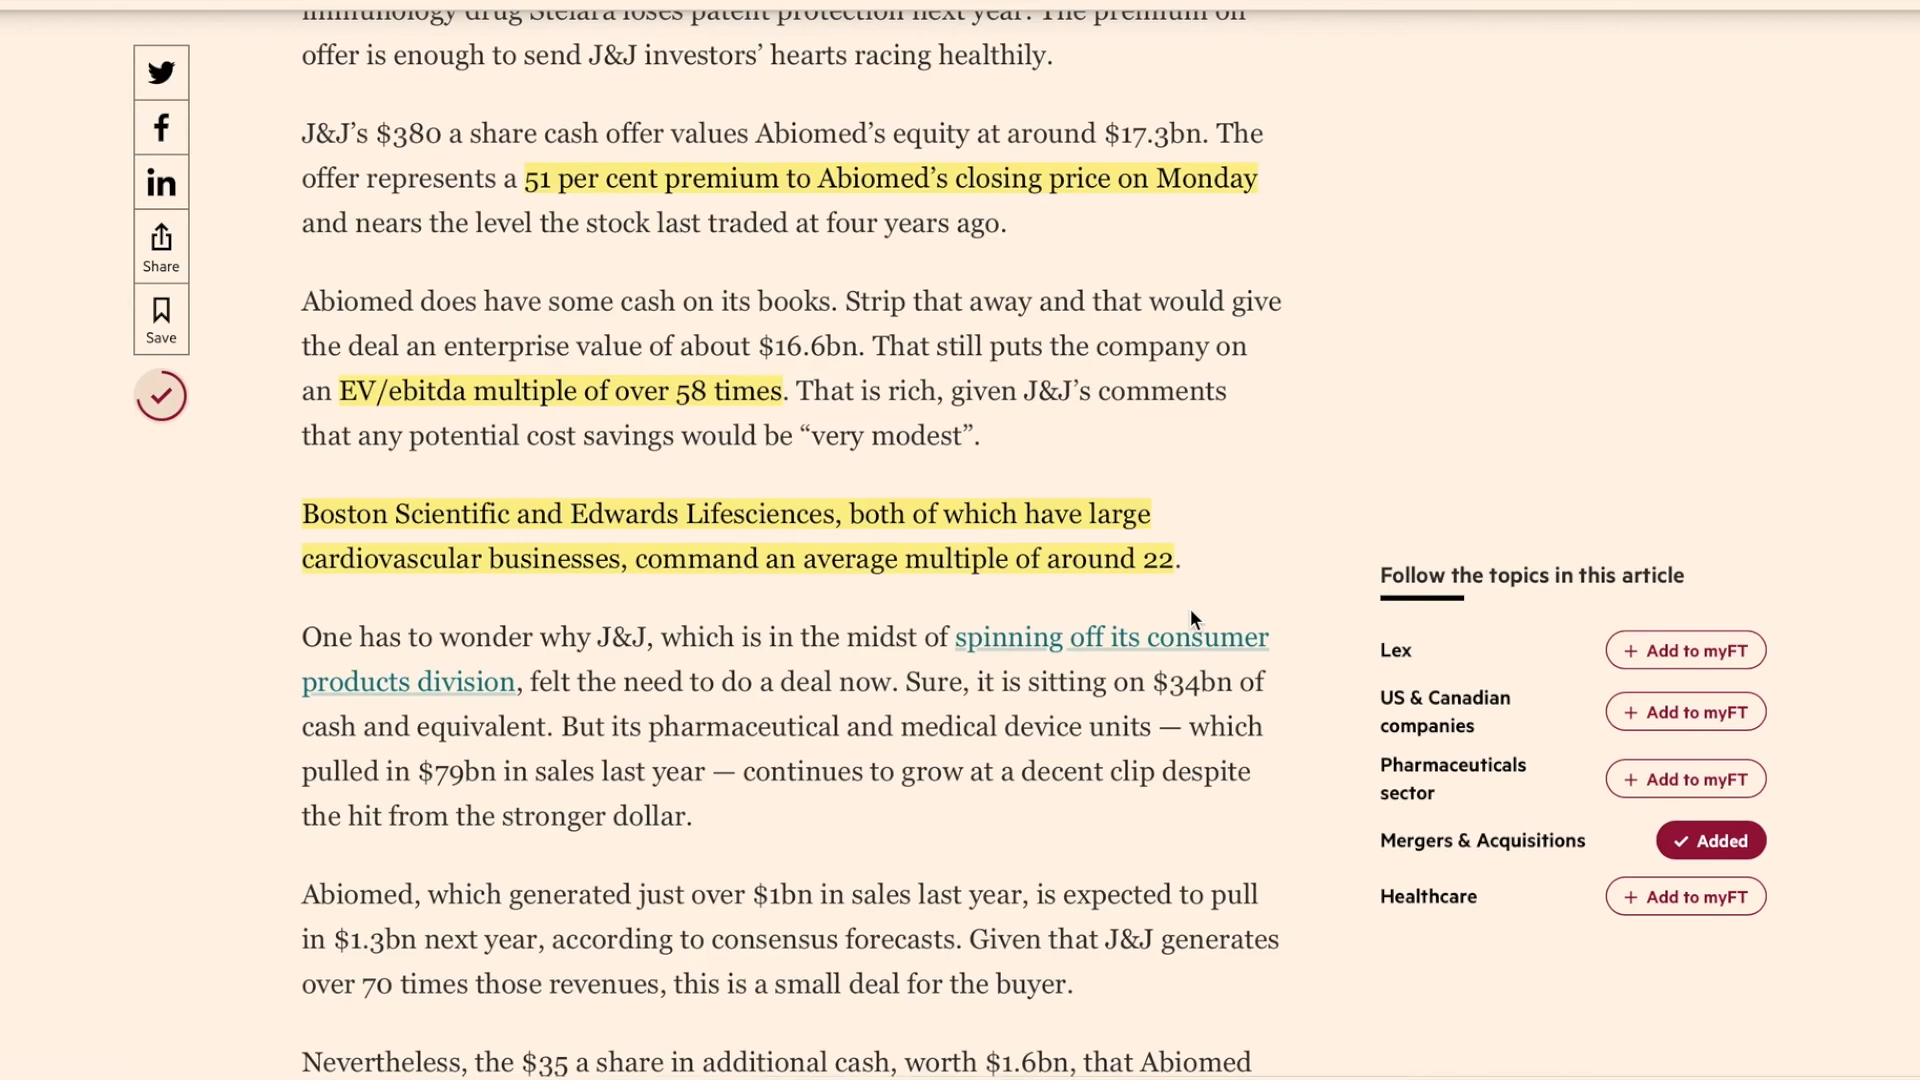 immunology drug Stelara loses patent protection next year. The premium on
offer is enough to send J&J investors’ hearts racing healthily.
J&J’s $380 a share cash offer values Abiomed’s equity at around $17.3bn. The
offer represents a 51 per cent premium to Abiomed’s closing price on Monday
and nears the level the stock last traded at four years ago.
Share
Abiomed does have some cash on its books. Strip that away and that would give
the deal an enterprise value of about $16.6bn. That still puts the company on
Save
an EV/ebitda multiple of over 58 times. That is rich, given J&J’s comments
that any potential cost savings would be “very modest”.
Boston Scientific and Edwards Lifesciences, both of which have large
cardiovascular businesses, command an average multiple of around 22.
One has to wonder why J&J, which is in the midst of spinning off its consumer
products division, felt the need to do a deal now. Sure, it is sitting on $34bn of
cash and equivalent. But its pharmaceutical and medical device units — which
pulled in $79bn in sales last year — continues to grow at a decent clip despite
the hit from the stronger dollar.
Abiomed, which generated just over $1bn in sales last year, is expected to pull
in $1.3bn next year, according to consensus forecasts. Given that J&J generates
over 70 times those revenues, this is a small deal for the buyer.
Nevertheless, the $35 a share in additional cash, worth $1.6bn, that Abiomed
Follow the topics in this article
Lex
+ Add to myFT
US & Canadian
companies
+ Add to myFT
Pharmaceuticals
sector
+ Add to myFT
Mergers & Acquisitions
Added
Healthcare
+ Add to myFT